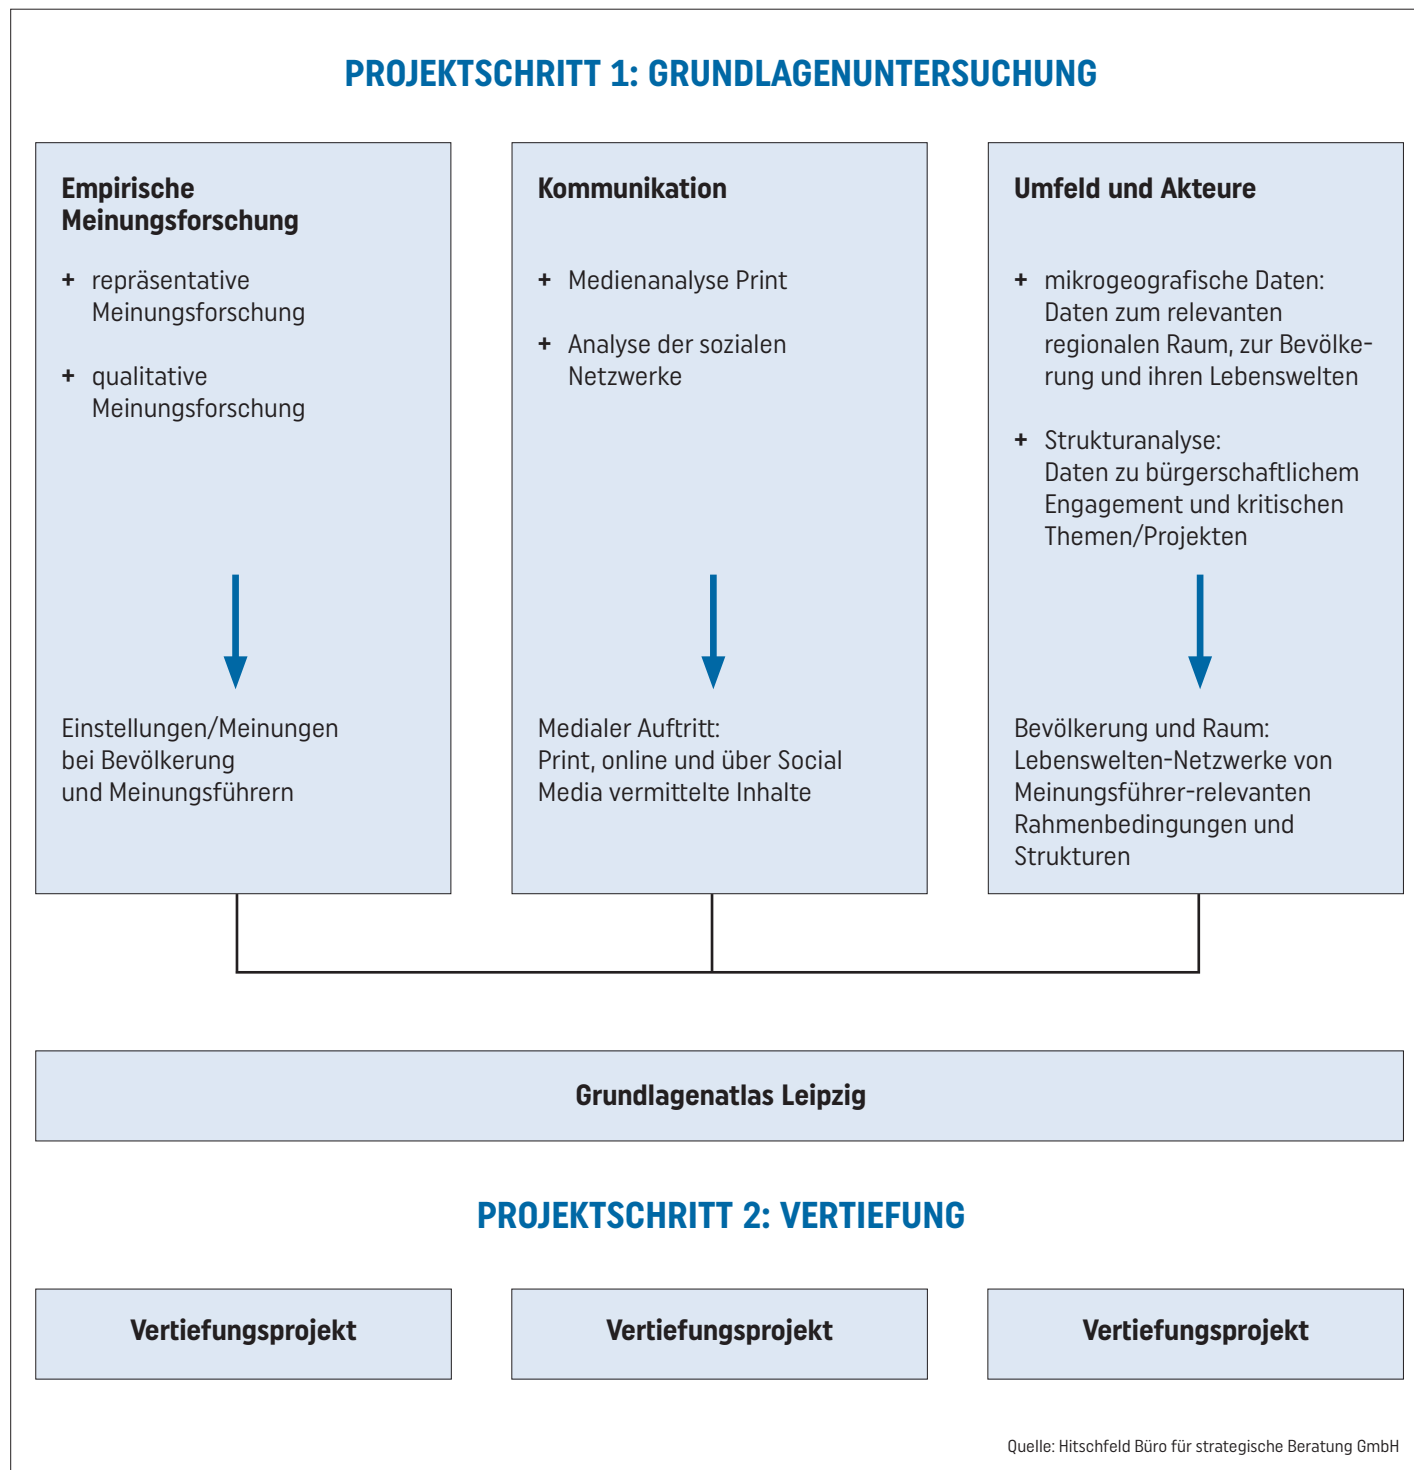 PROJEKTSCHRITT 1: GRUNDLAGENUNTERSUCHUNG
Empirische
Meinungsforschung
+ repräsentative
Meinungsforschung
+ qualitative
Meinungsforschung
Einstellungen/Meinungen
bei Bevölkerung
und Meinungsführern
Kommunikation
+ Medienanalyse Print
+ Analyse der sozialen
Netzwerke
Medialer Auftritt:
Print, online und über Social
Media vermittelte Inhalte
Umfeld und Akteure
+ mikrogeografische Daten:
Daten zum relevanten
regionalen Raum, zur Bevölke-
rung und ihren Lebenswelten
+ Strukturanalyse:
Daten zu bürgerschaftlichem
Engagement und kritischen
Themen/Projekten
Bevölkerung und Raum:
Lebenswelten-Netzwerke von
Meinungsführer-relevanten
Rahmenbedingungen und
Strukturen
Grundlagenatlas Leipzig
PROJEKTSCHRITT 2: VERTIEFUNG
Vertiefungsprojekt
Vertiefungsprojekt
Vertiefungsprojekt
Quelle: Hitschfeld Büro für strategische Beratung GmbH